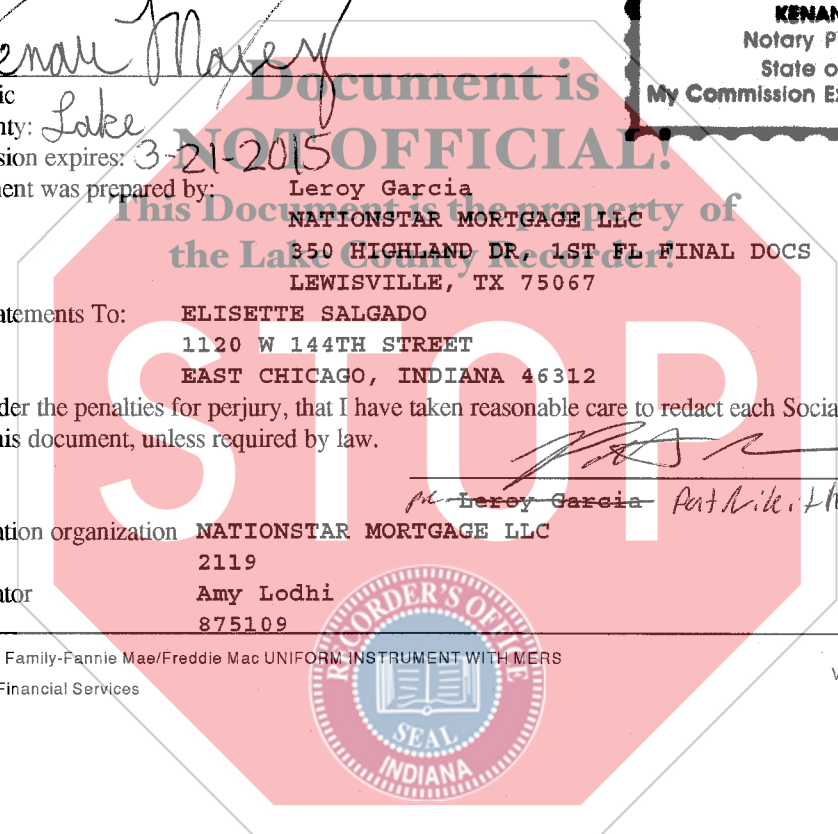 Kenan Maxey
KENAN
Notary P
State o
My Commission Ex
ic
nty: Lake
sion expires: 3-21-2015
ent was prepared by: Leroy Garcia
NATIONSTAR MORTGAGE LLC
350 HIGHLAND DR, 1ST FL FINAL DOCS
LEWISVILLE, TX 75067
atements To: ELISETTE SALGADO
1120 W 144TH STREET
EAST CHICAGO, INDIANA 46312
der the penalties for perjury, that I have taken reasonable care to redact each Socia
his document, unless required by law.
Leroy Garcia
ation organization NATIONSTAR MORTGAGE LLC
2119
ator Amy Lodhi
875109
Family-Fannie Mae/Freddie Mac UNIFORM INSTRUMENT WITH MERS
Financial Services
Document is
NOT OFFICIAL!
This Document is the property of
the Lake County Recorder!
STOP
RECORDER'S OFFICE
SEAL
INDIANA